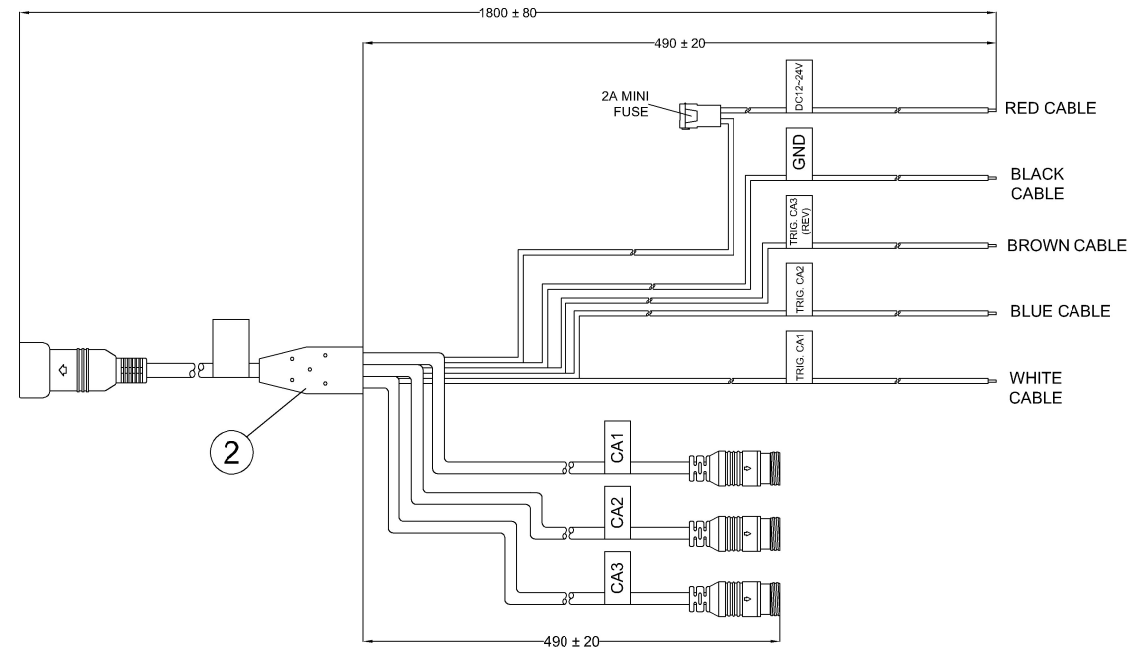 1800 ± 80
490 ± 20
2A MINI
FUSE
DC12~24V
RED CABLE
GND
BLACK
CABLE
TRIG. CA3
(REV)
BROWN CABLE
TRIG. CA2
BLUE CABLE
TRIG. CA1
WHITE
CABLE
2
CA1
CA2
CA3
490 ± 20